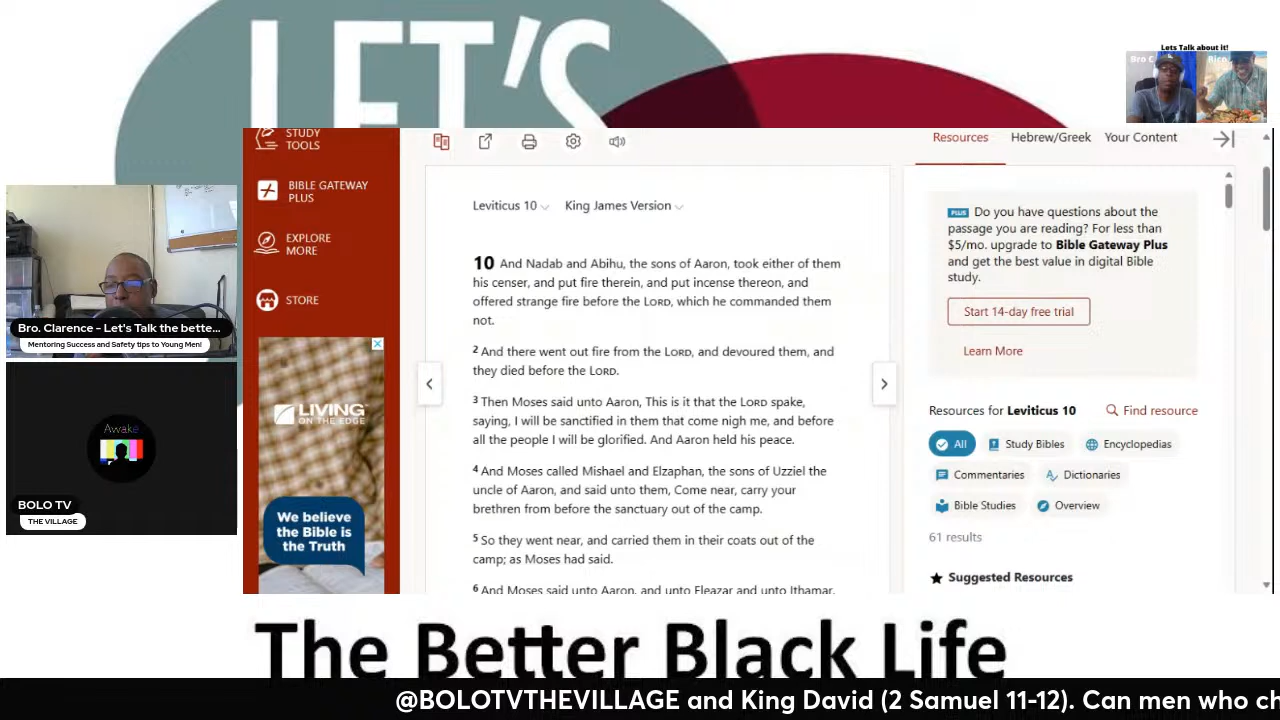 LET'S
Lets Talk about it!
Bro C
Rico
STUDY
TOOLS
BIBLE GATEWAY
PLUS
EXPLORE
MORE
STORE
LIVING
ON THE EDGE
We believe
the Bible is
the Truth
Leviticus 10
King James Version
10 And Nadab and Abihu, the sons of Aaron, took either of them
his censer, and put fire therein, and put incense thereon, and
offered strange fire before the LORD, which he commanded them
not.
2 And there went out fire from the LORD, and devoured them, and
they died before the LORD.
3 Then Moses said unto Aaron, This is it that the LORD spake,
saying, I will be sanctified in them that come nigh me, and before
all the people I will be glorified. And Aaron held his peace.
4 And Moses called Mishael and Elzaphan, the sons of Uzziel the
uncle of Aaron, and said unto them, Come near, carry your
brethren from before the sanctuary out of the camp.
5 So they went near, and carried them in their coats out of the
camp; as Moses had said.
6 And Moses said unto Aaron, and unto Eleazar and unto Ithamar,
Resources
Hebrew/Greek
Your Content
PLUS Do you have questions about the
passage you are reading? For less than
$5/mo. upgrade to Bible Gateway Plus
and get the best value in digital Bible
study.
Start 14-day free trial
Learn More
Resources for Leviticus 10
Find resource
All
Study Bibles
Encyclopedias
Commentaries
Dictionaries
Bible Studies
Overview
61 results
Suggested Resources
Bro. Clarence - Let's Talk the bette...
Mentoring Success and Safety tips to Young Men!
Awake
BOLO TV
THE VILLAGE
The Better Black Life
@BOLOTVTHEVILLAGE and King David (2 Samuel 11-12). Can men who ch